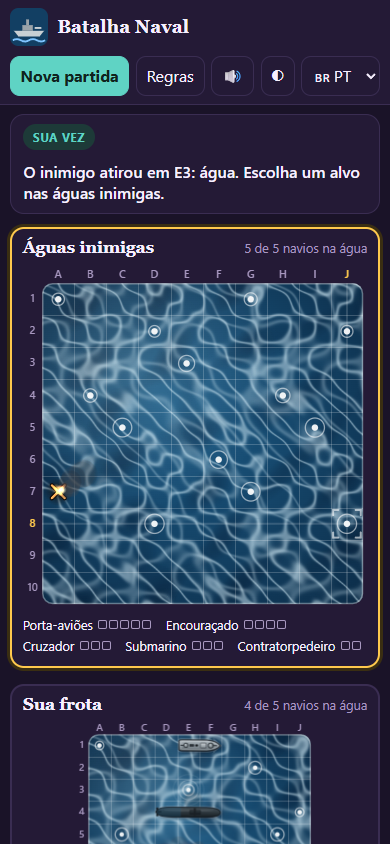 Batalha Naval
Nova partida
Regras
BR PT
SUA VEZ
O inimigo atirou em E3: água. Escolha um alvo
nas águas inimigas.
Águas inimigas
5 de 5 navios na água
A B C D E F G H I J
1
2
3
4
5
6
7
8
9
10
Porta-aviões Encouraçado
Cruzador Submarino Contratorpedeiro
Sua frota
4 de 5 navios na água
A B C D E F G H I J
1
2
3
4
5